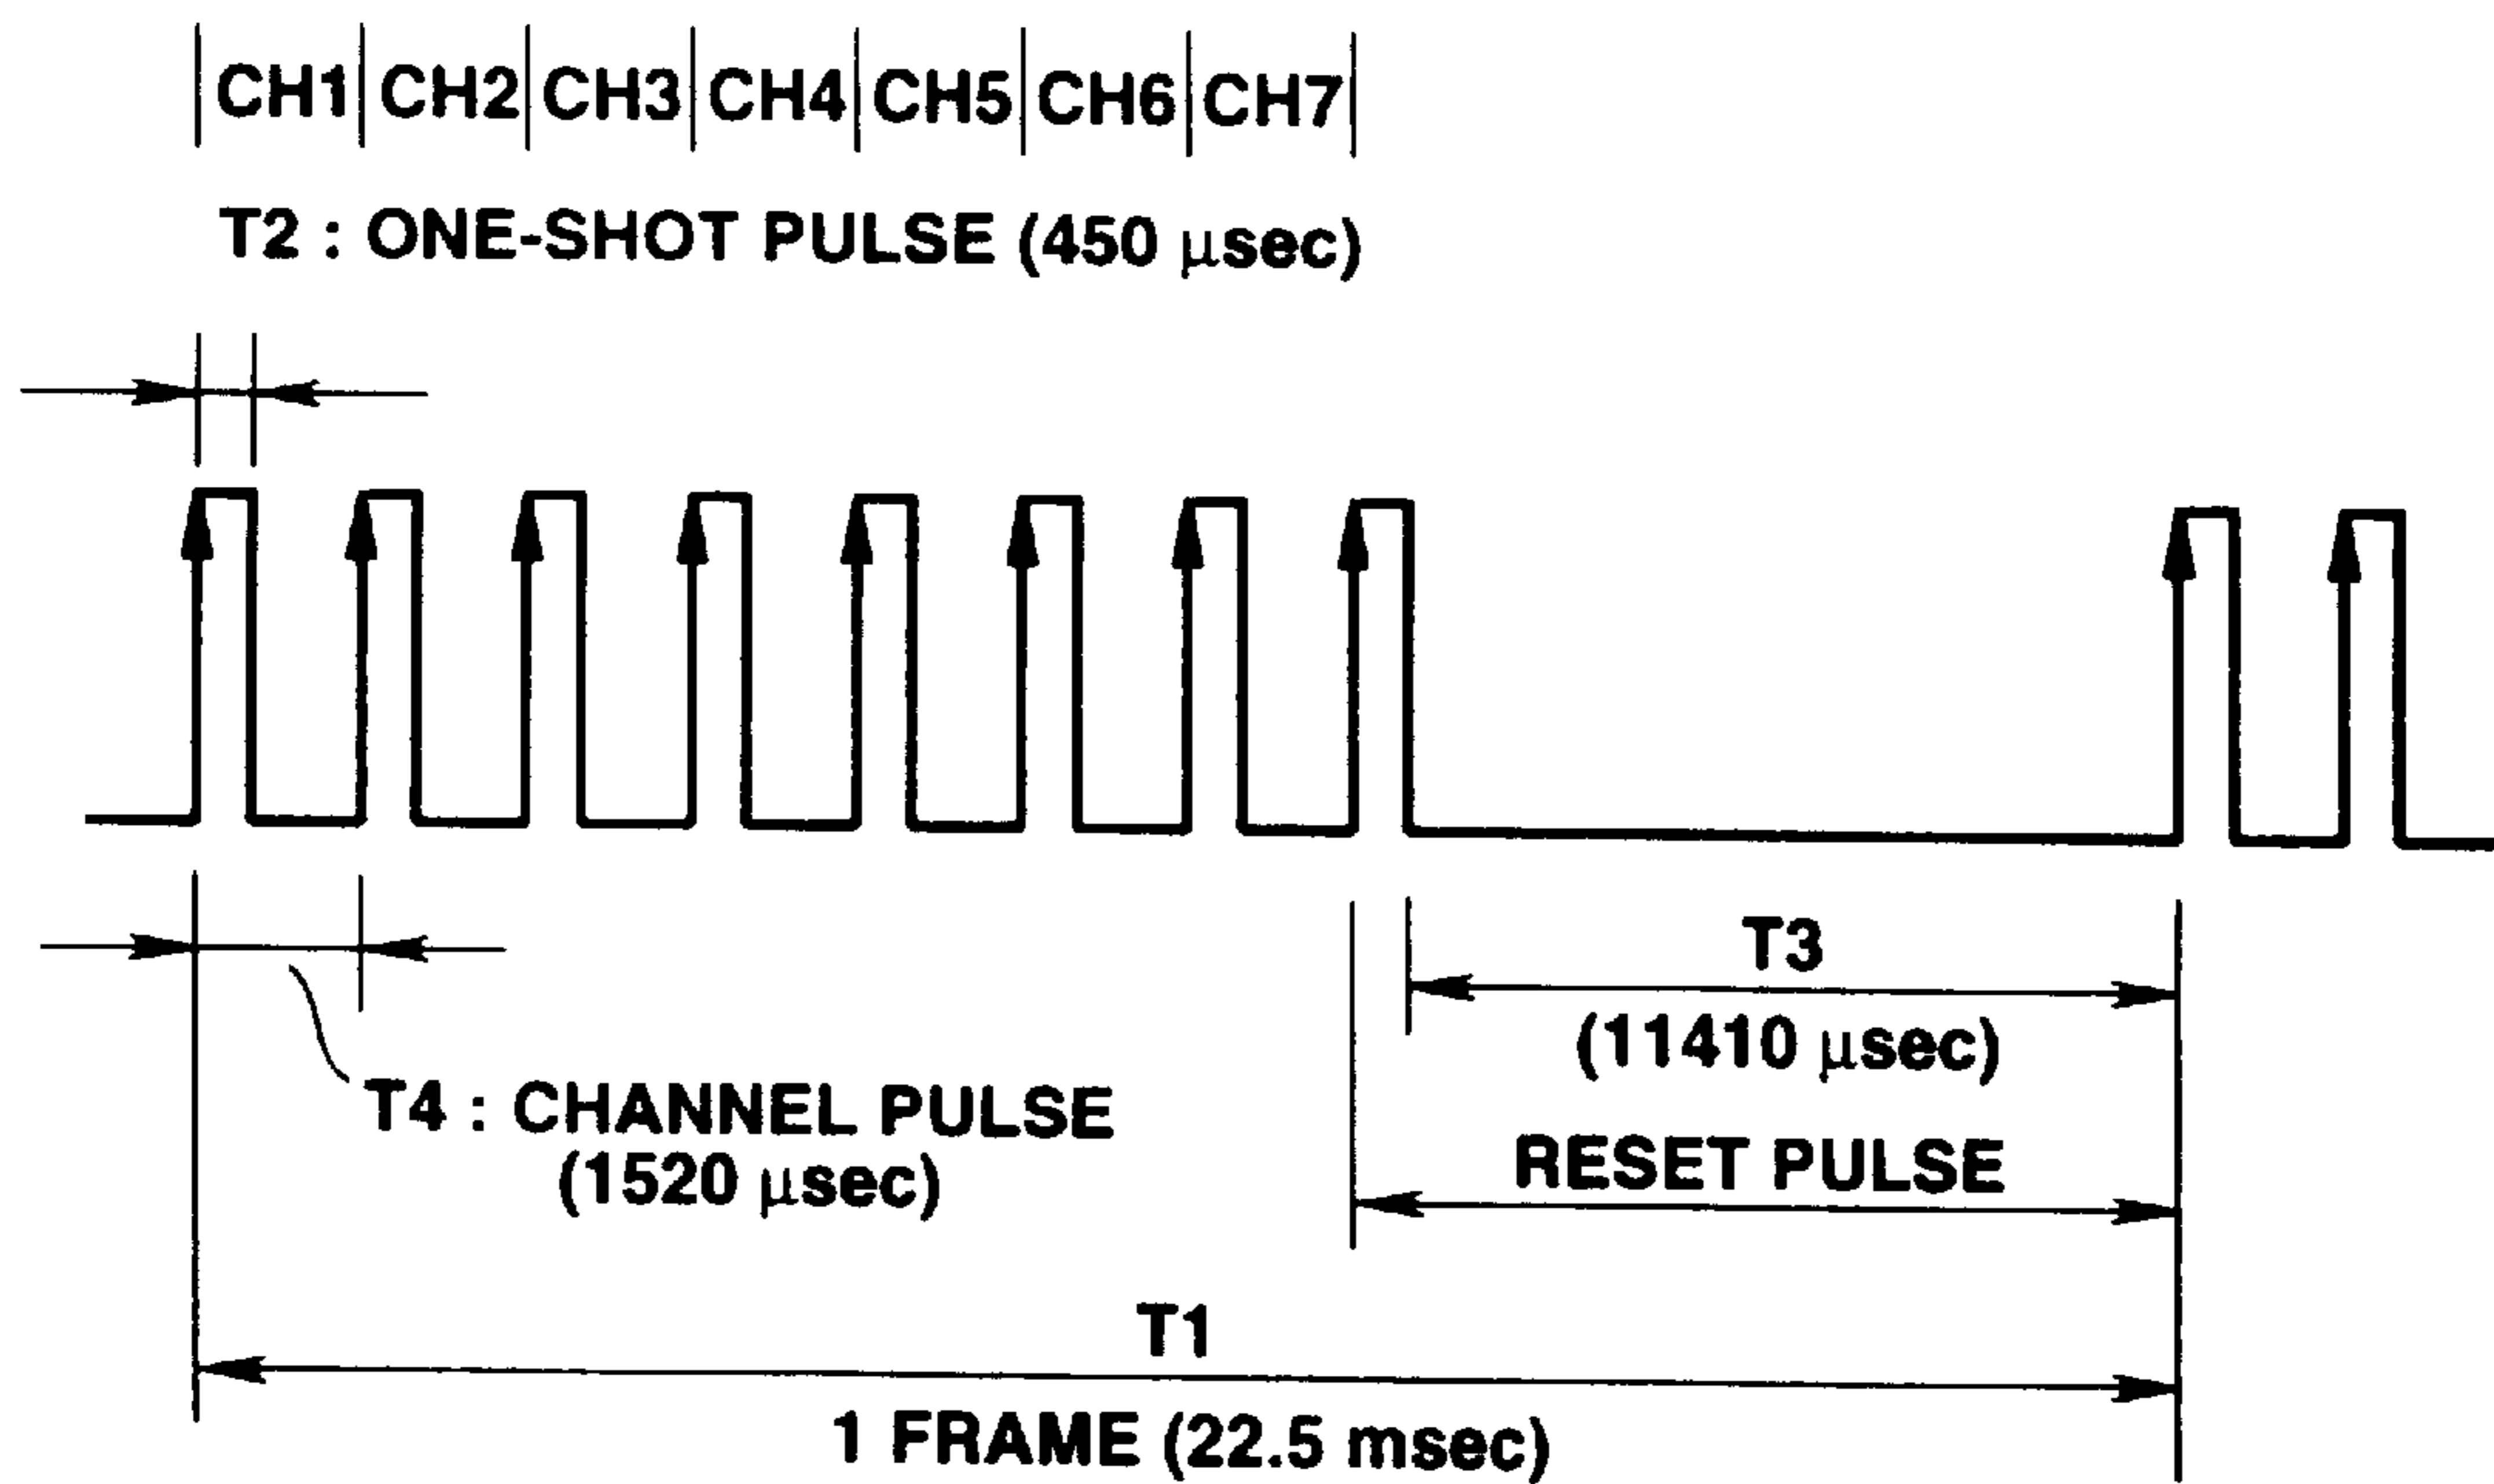 CH1 CH2 CH3 CH4 CH5 CH6 CH7
T2 : ONE-SHOT PULSE (450 μsec)
T3
(11410 μsec)
T4 : CHANNEL PULSE
(1520 μsec)
RESET PULSE
T1
1 FRAME (22.5 msec)